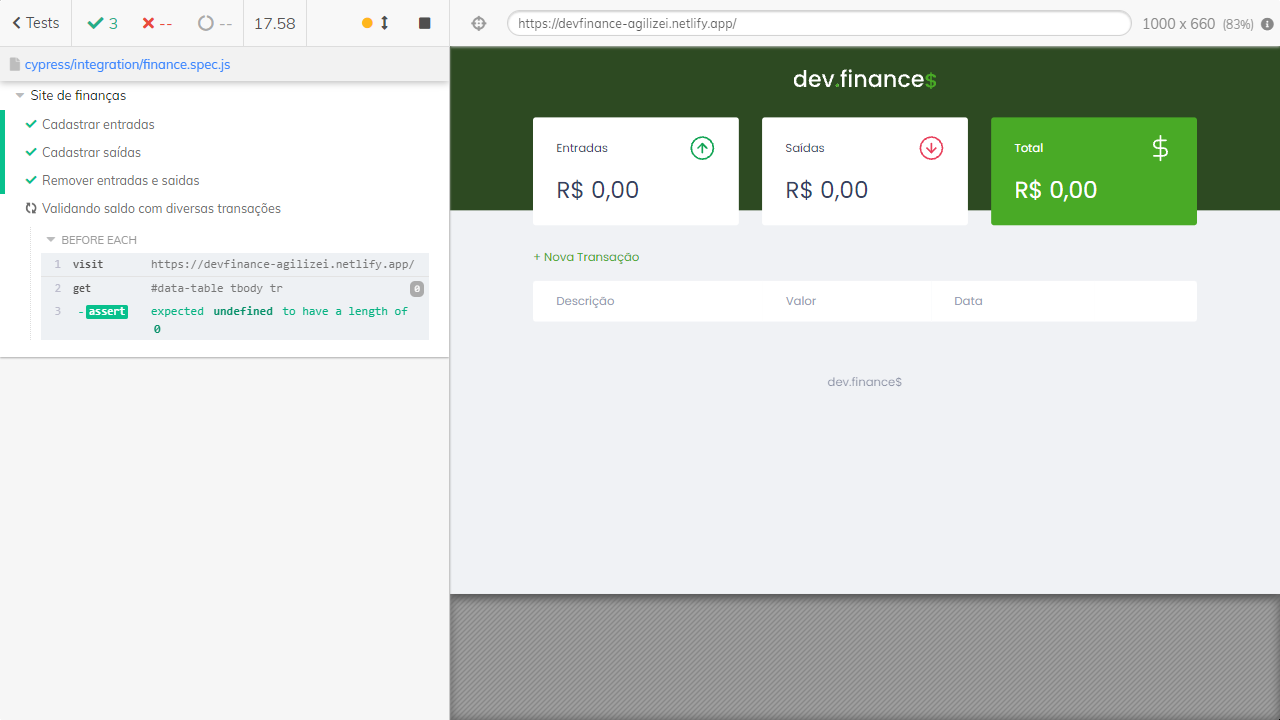 Tests 3 -- -- 17.58
https://devfinance-agilizei.netlify.app/ 1000 x 660 (83%)
cypress/integration/finance.spec.js
Site de finanças
Cadastrar entradas
Cadastrar saídas
Remover entradas e saidas
Validando saldo com diversas transações
BEFORE EACH
1 visit https://devfinance-agilizei.netlify.app/
2 get #data-table tbody tr 0
3 -assert expected undefined to have a length of
0
dev.finance$
Entradas
R$ 0,00
Saídas
R$ 0,00
Total
R$ 0,00
+ Nova Transação
Descrição Valor Data
dev.finance$